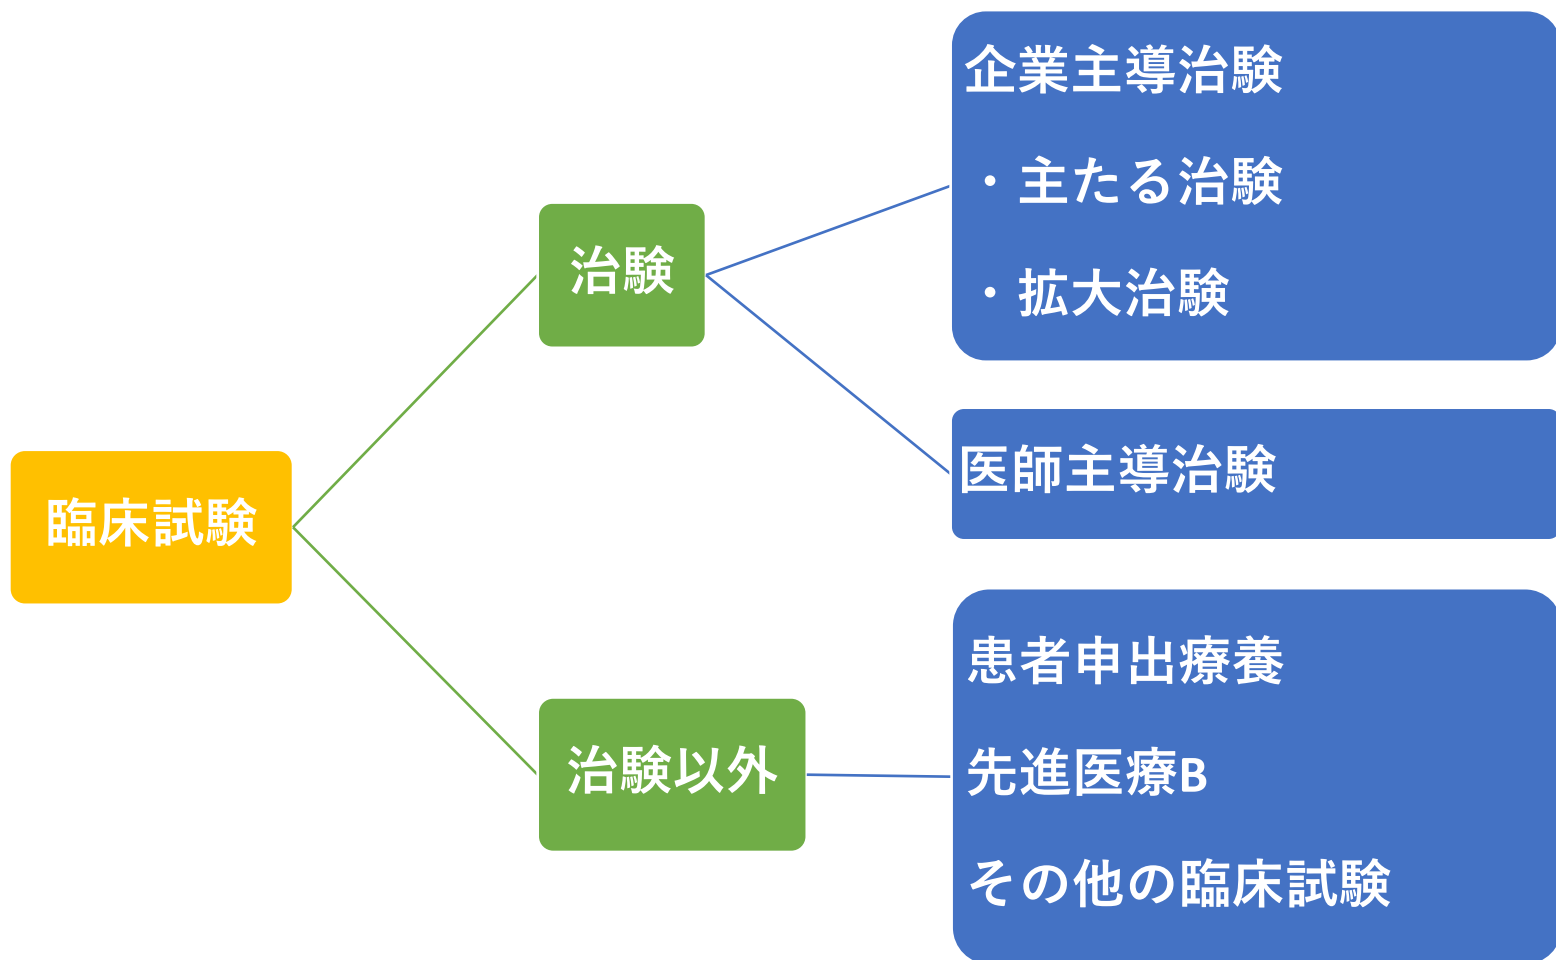 臨床試験
治験
企業主導治験
・主たる治験
・拡大治験
医師主導治験
治験以外
患者申出療養
先進医療B
その他の臨床試験